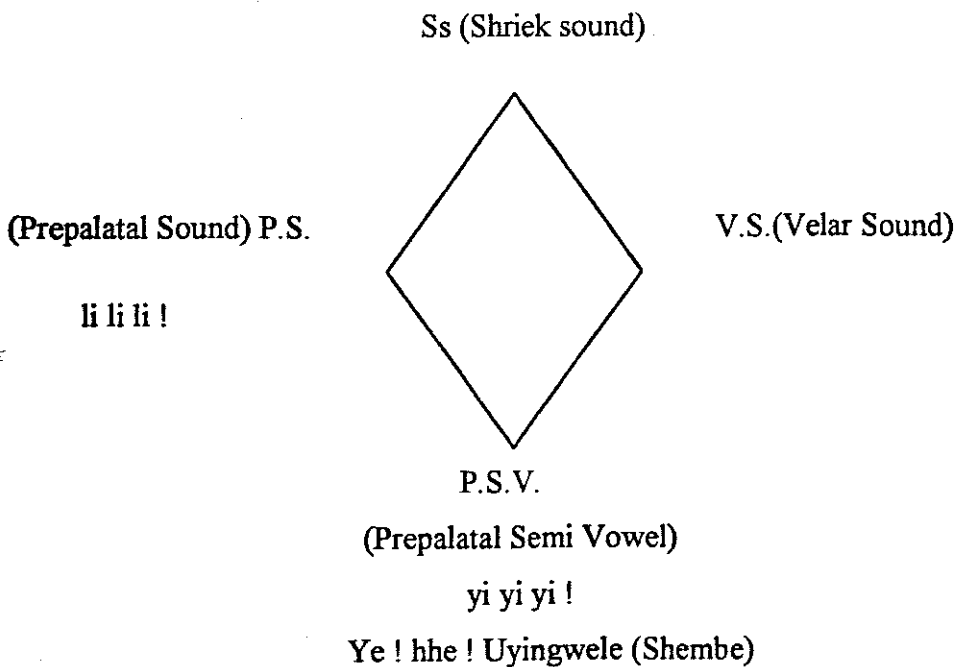 Ss (Shriek sound)
(Prepalatal Sound) P.S.
V.S.(Velar Sound)
li li li !
P.S.V.
(Prepalatal Semi Vowel)
yi yi yi !
Ye ! hhe ! Uyingwele (Shembe)